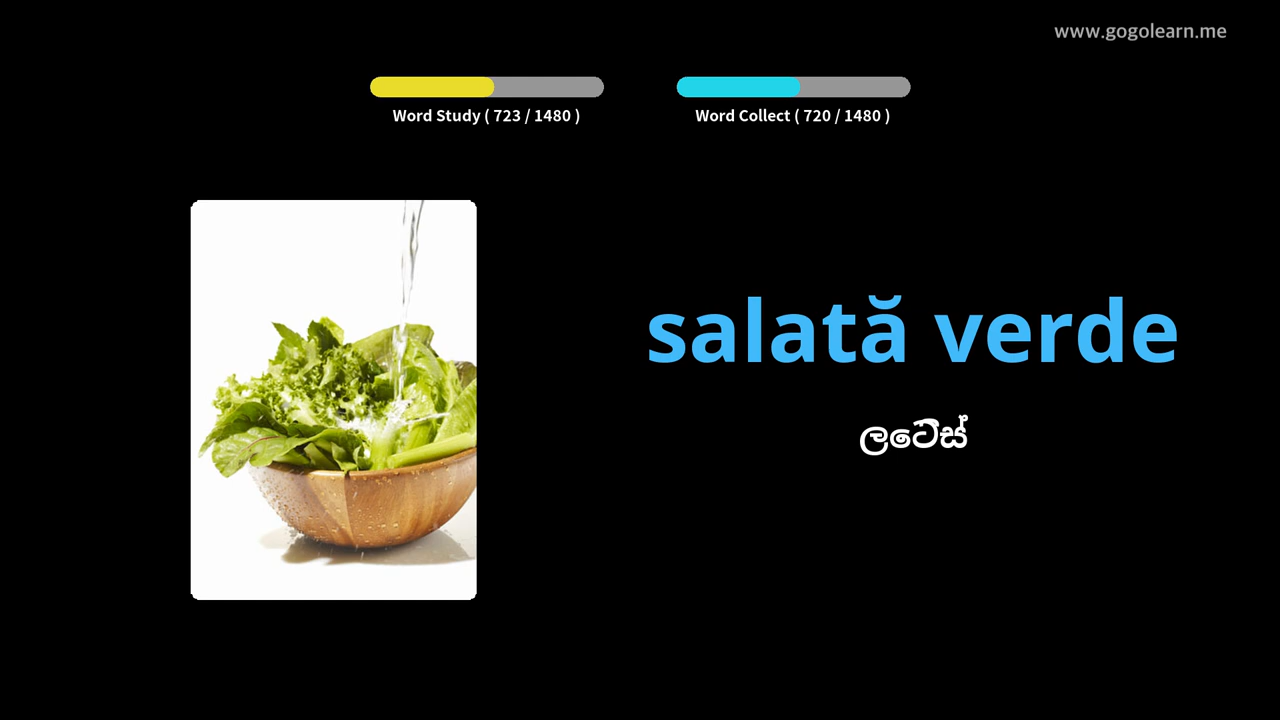 www.gogolearn.me
Word Study ( 723 / 1480 )
Word Collect ( 720 / 1480 )
salată verde
ලටේස්